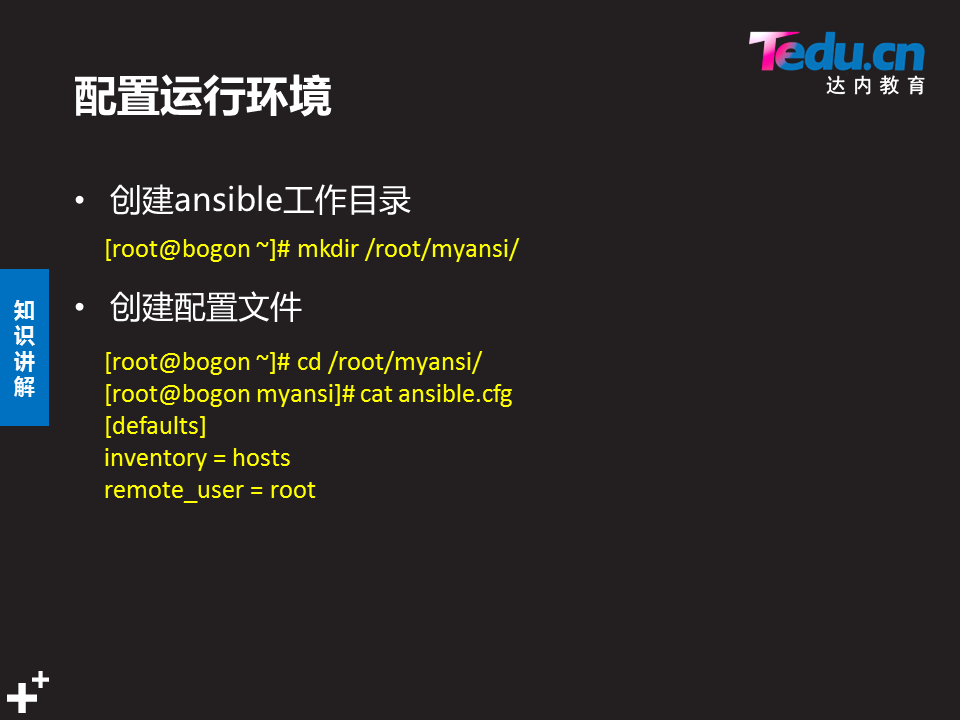 Tedu.cn
达内教育
配置运行环境
• 创建ansible工作目录
[root@bogon ~]# mkdir /root/myansi/
• 创建配置文件
[root@bogon ~]# cd /root/myansi/
[root@bogon myansi]# cat ansible.cfg
[defaults]
inventory = hosts
remote_user = root
知识讲解